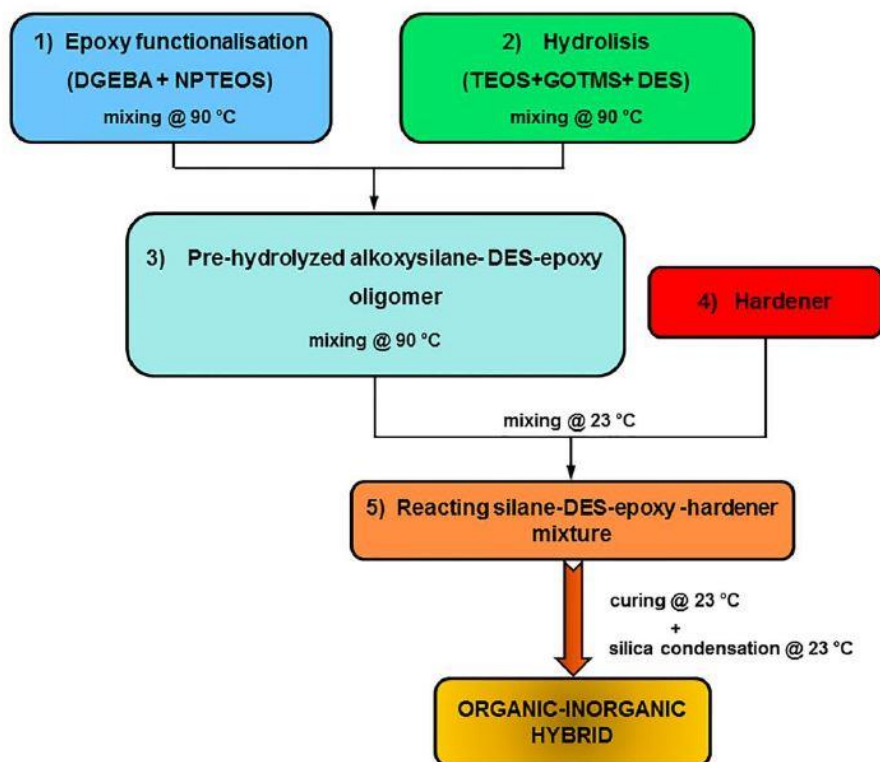 1) Epoxy functionalisation
(DGEBA + NPTEOS)
mixing @ 90 °C
2) Hydrolisis
(TEOS+GOTMS+ DES)
mixing @ 90 °C
3) Pre-hydrolyzed alkoxysilane- DES-epoxy
oligomer
mixing @ 90 °C
4) Hardener
mixing @ 23 °C
5) Reacting silane-DES-epoxy -hardener
mixture
curing @ 23 °C
+
silica condensation @ 23 °C
ORGANIC-INORGANIC
HYBRID